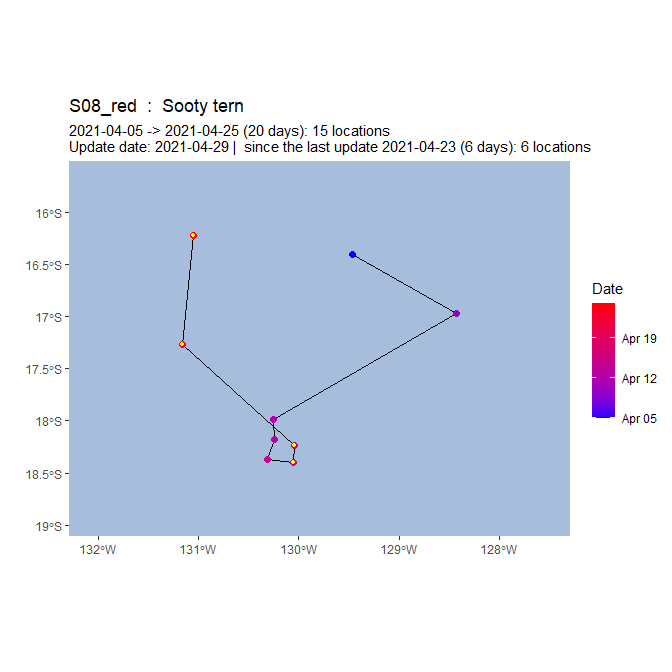 S08_red : Sooty tern
2021-04-05 -> 2021-04-25 (20 days): 15 locations
Update date: 2021-04-29 | since the last update 2021-04-23 (6 days): 6 locations
16°S
16.5°S
17°S
17.5°S
18°S
18.5°S
19°S
132°W
131°W
130°W
129°W
128°W
Date
Apr 19
Apr 12
Apr 05